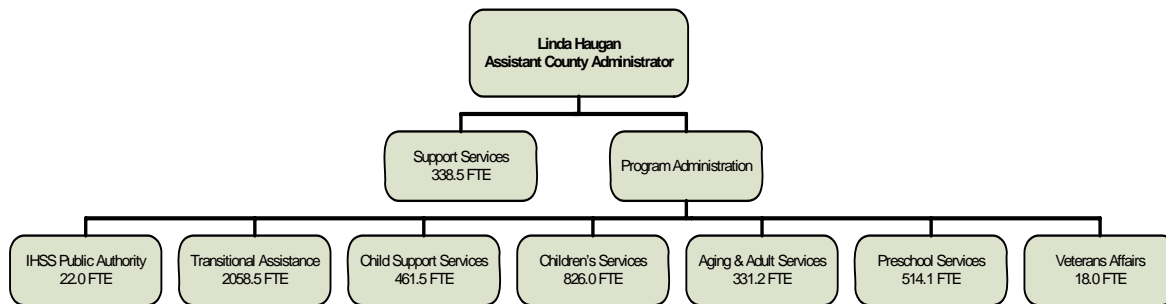 Linda Haugan
Assistant County Administrator
Support Services
338.5 FTE
Program Administration
IHSS Public Authority
22.0 FTE
Transitional Assistance
2058.5 FTE
Child Support Services
461.5 FTE
Children's Services
826.0 FTE
Aging & Adult Services
331.2 FTE
Preschool Services
514.1 FTE
Veterans Affairs
18.0 FTE